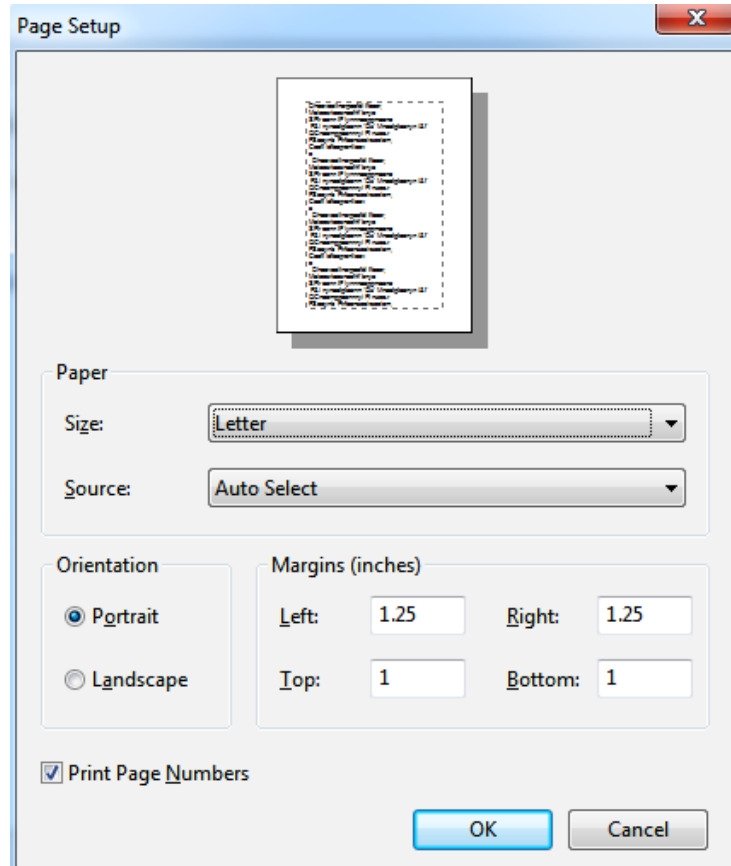 Page Setup
Paper
Size: Letter
Source: Auto Select
Orientation
Portrait
Landscape
Margins (inches)
Left: 1.25 Right: 1.25
Top: 1 Bottom: 1
Print Page Numbers
OK Cancel